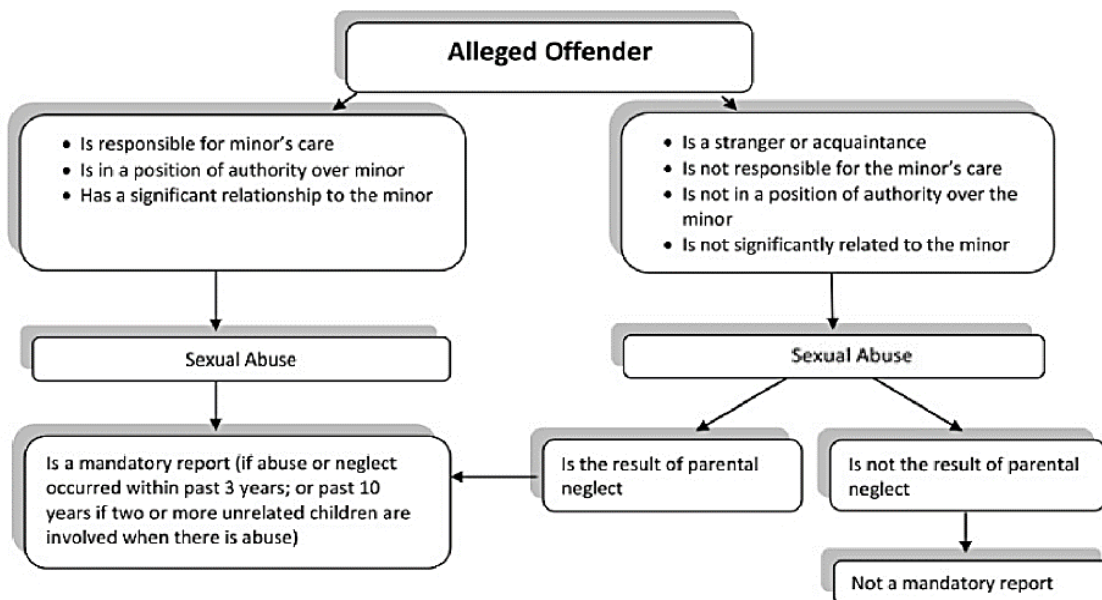 Alleged Offender
• Is responsible for minor's care
• Is in a position of authority over minor
• Has a significant relationship to the minor
• Is a stranger or acquaintance
• Is not responsible for the minor's care
• Is not in a position of authority over the
minor
• Is not significantly related to the minor
Sexual Abuse
Sexual Abuse
Is a mandatory report (if abuse or neglect
occurred within past 3 years; or past 10
years if two or more unrelated children are
involved when there is abuse)
Is the result of parental
neglect
Is not the result of parental
neglect
Not a mandatory report